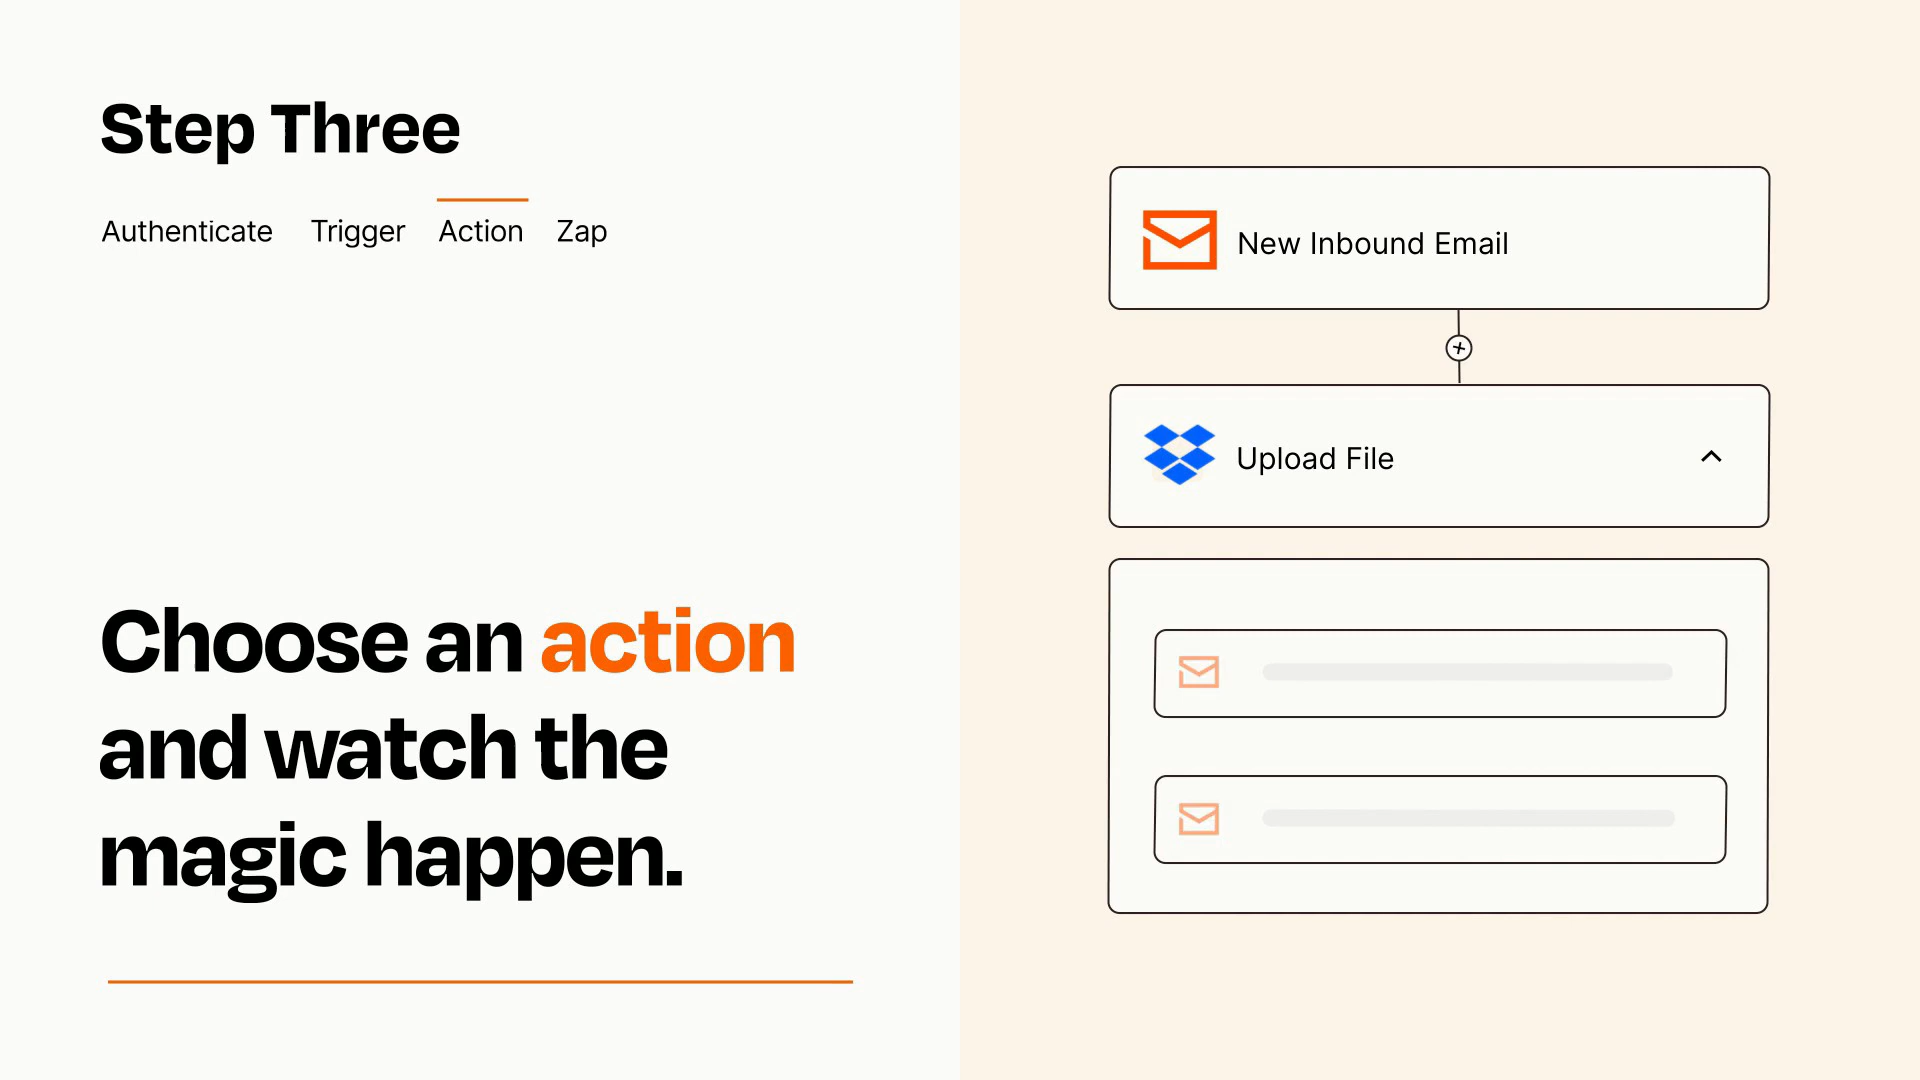 Step Three
Authenticate Trigger Action Zap
Choose an action
and watch the
magic happen.
New Inbound Email
Upload File